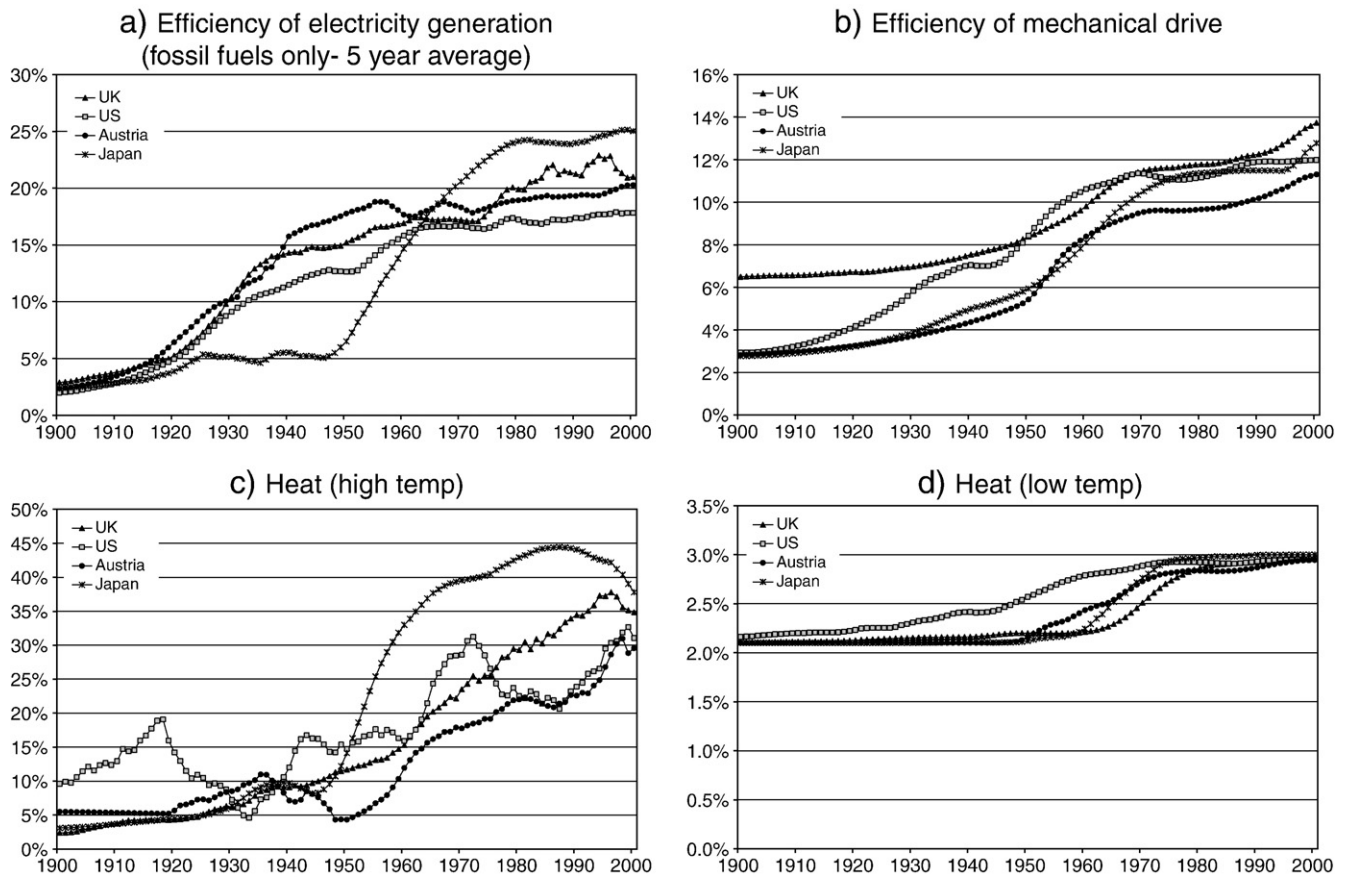 a) Efficiency of electricity generation
(fossil fuels only- 5 year average)
30%
25%
20%
15%
10%
5%
0%
UK
US
Austria
Japan
1900 1910 1920 1930 1940 1950 1960 1970 1980 1990 2000
b) Efficiency of mechanical drive
16%
14%
12%
10%
8%
6%
4%
2%
0%
UK
US
Austria
Japan
1900 1910 1920 1930 1940 1950 1960 1970 1980 1990 2000
c) Heat (high temp)
50%
45%
40%
35%
30%
25%
20%
15%
10%
5%
0%
UK
US
Austria
Japan
1900 1910 1920 1930 1940 1950 1960 1970 1980 1990 2000
d) Heat (low temp)
3.5%
3.0%
2.5%
2.0%
1.5%
1.0%
0.5%
0.0%
UK
US
Austria
Japan
1900 1910 1920 1930 1940 1950 1960 1970 1980 1990 2000